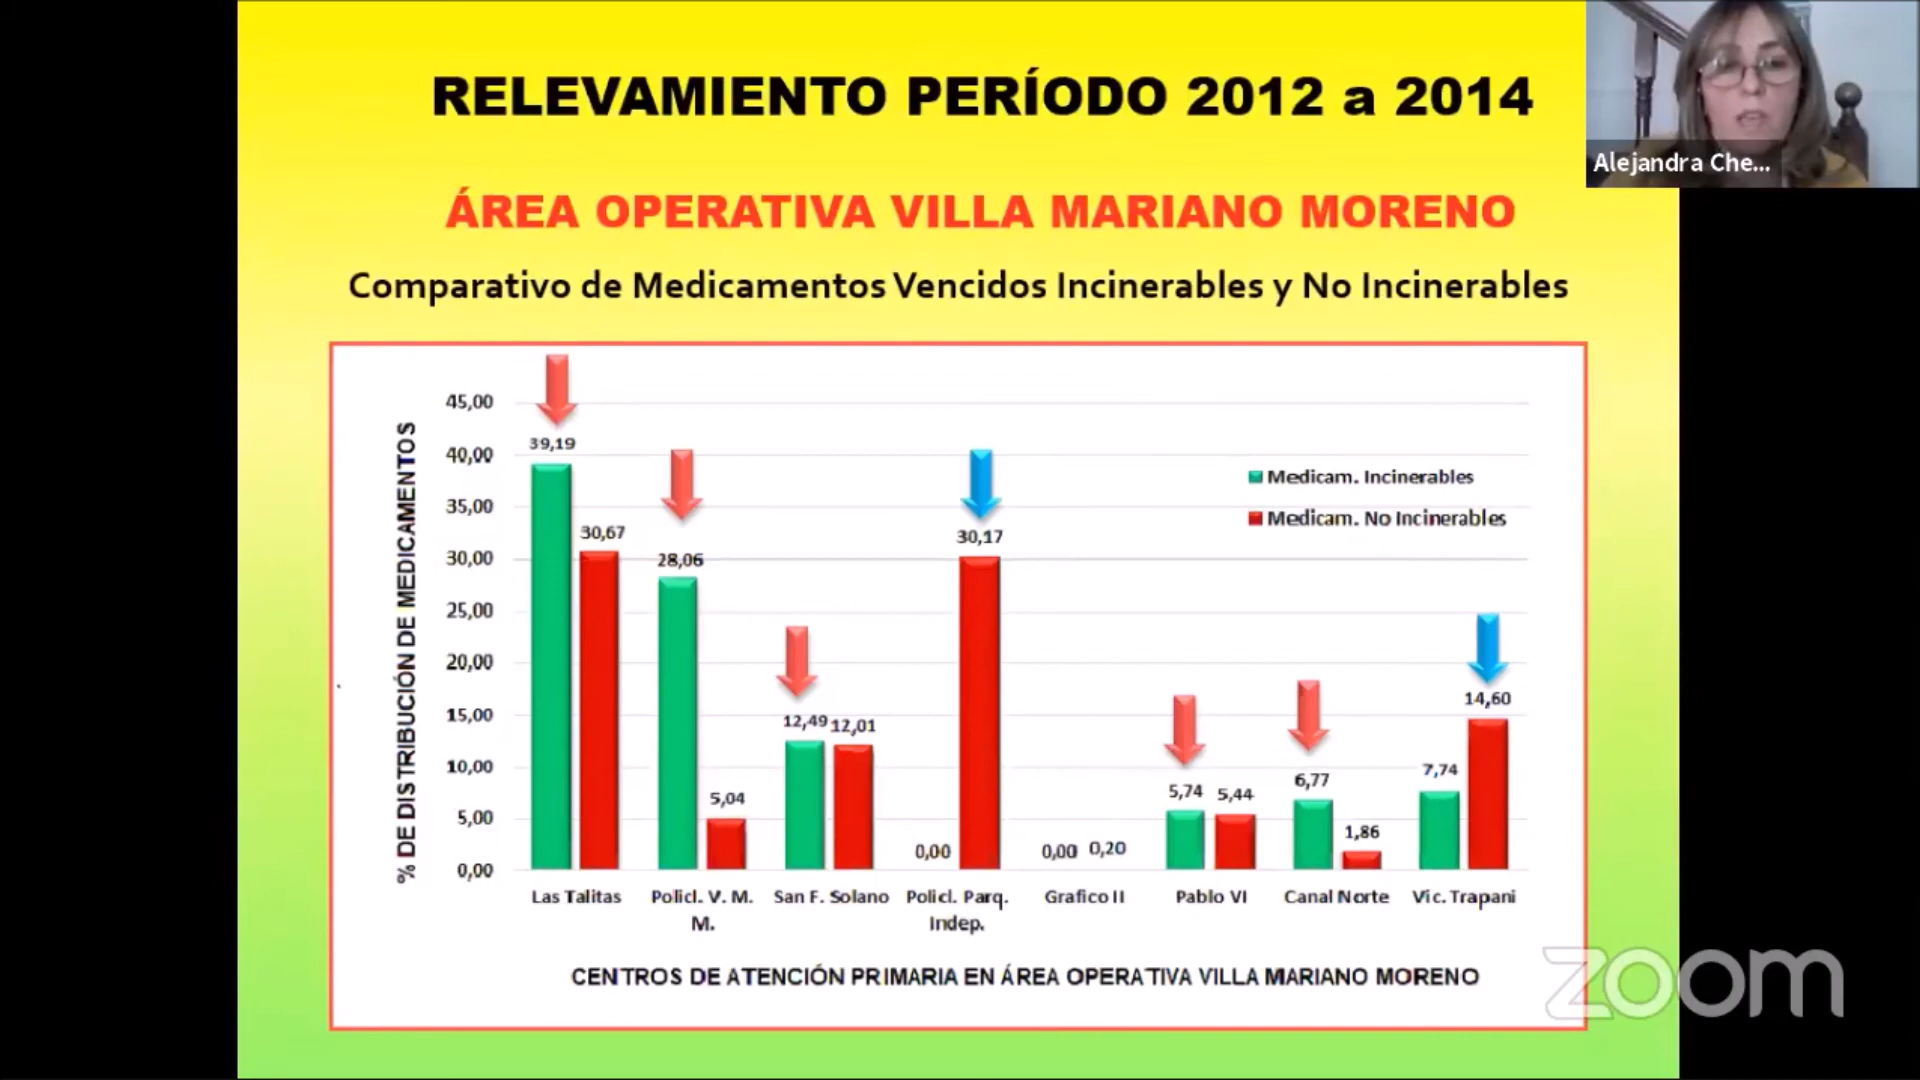 RELEVAMIENTO PERÍODO 2012 a 2014
Alejandra Che...
ÁREA OPERATIVA VILLA MARIANO MORENO
Comparativo de Medicamentos Vencidos Incinerables y No Incinerables
% DE DISTRIBUCIÓN DE MEDICAMENTOS
45,00
40,00
35,00
30,00
25,00
20,00
15,00
10,00
5,00
0,00
39,19
30,67
28,06
5,04
12,49
12,01
0,00
30,17
0,00
0,20
5,74
5,44
6,77
1,86
7,74
14,60
Medicam. Incinerables
Medicam. No Incinerables
Las Talitas
Policl. V. M.
M.
San F. Solano
Policl. Parq.
Indep.
Grafico II
Pablo VI
Canal Norte
Vic. Trapani
CENTROS DE ATENCIÓN PRIMARIA EN ÁREA OPERATIVA VILLA MARIANO MORENO
zoom